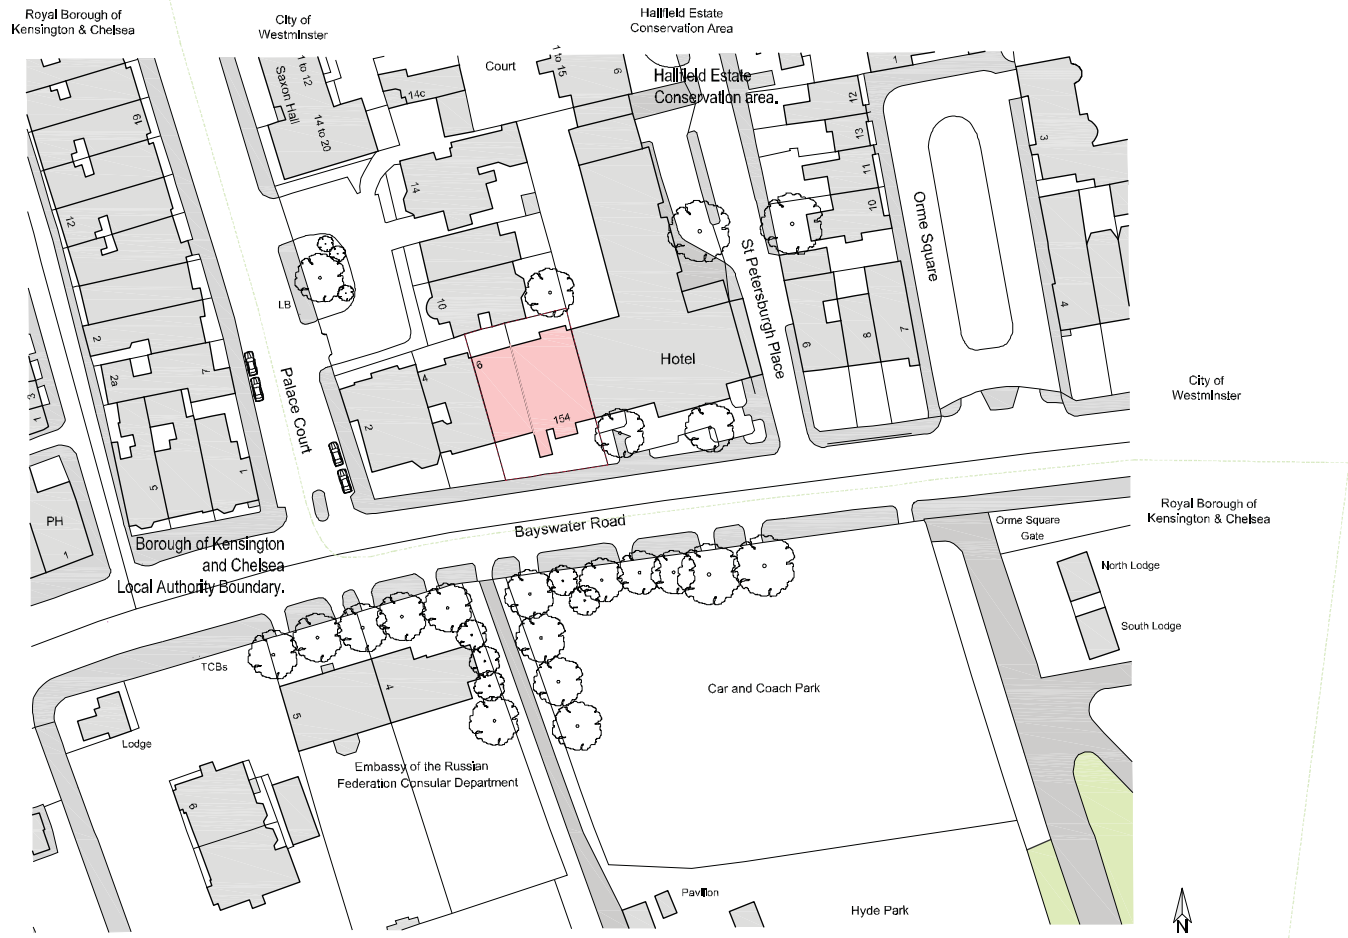 Royal Borough of
Kensington & Chelsea
City of
Westminster
Hallfield Estate
Conservation Area
Hallfield Estate
Conservation area.
1 to 12
Saxon Hall
14 to 20
Court
14c
1 to 15
6
1
12
13
11
10
3
19
12
14
10
LB
Orme Square
St Petersburgh Place
2
2a
7
3
1
5
1
PH
1
Palace Court
2
4
6
154
Hotel
9
8
7
4
City of
Westminster
Bayswater Road
Royal Borough of
Kensington & Chelsea
Orme Square
Gate
North Lodge
South Lodge
Borough of Kensington
and Chelsea
Local Authority Boundary.
TCBs
Lodge
5
4
6
Embassy of the Russian
Federation Consular Department
Car and Coach Park
Pavilion
Hyde Park
N